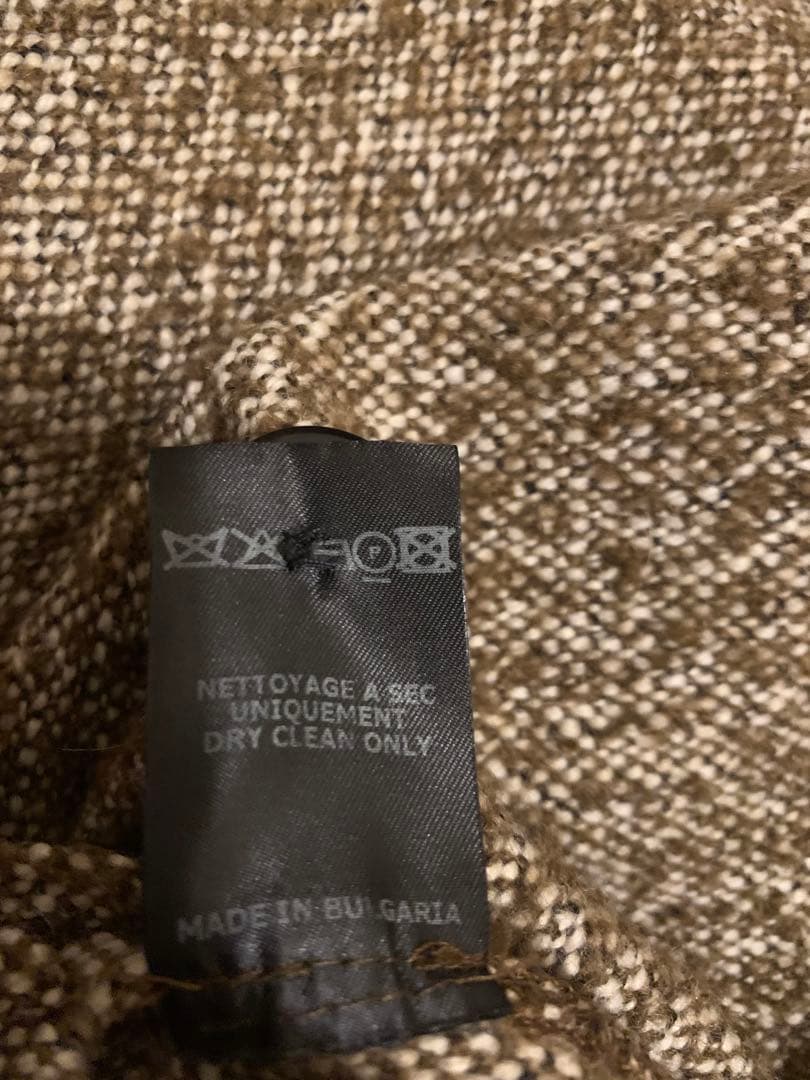 P
NETTOYAGE A SEC
UNIQUEMENT
DRY CLEAN ONLY
MADE IN BULGARIA